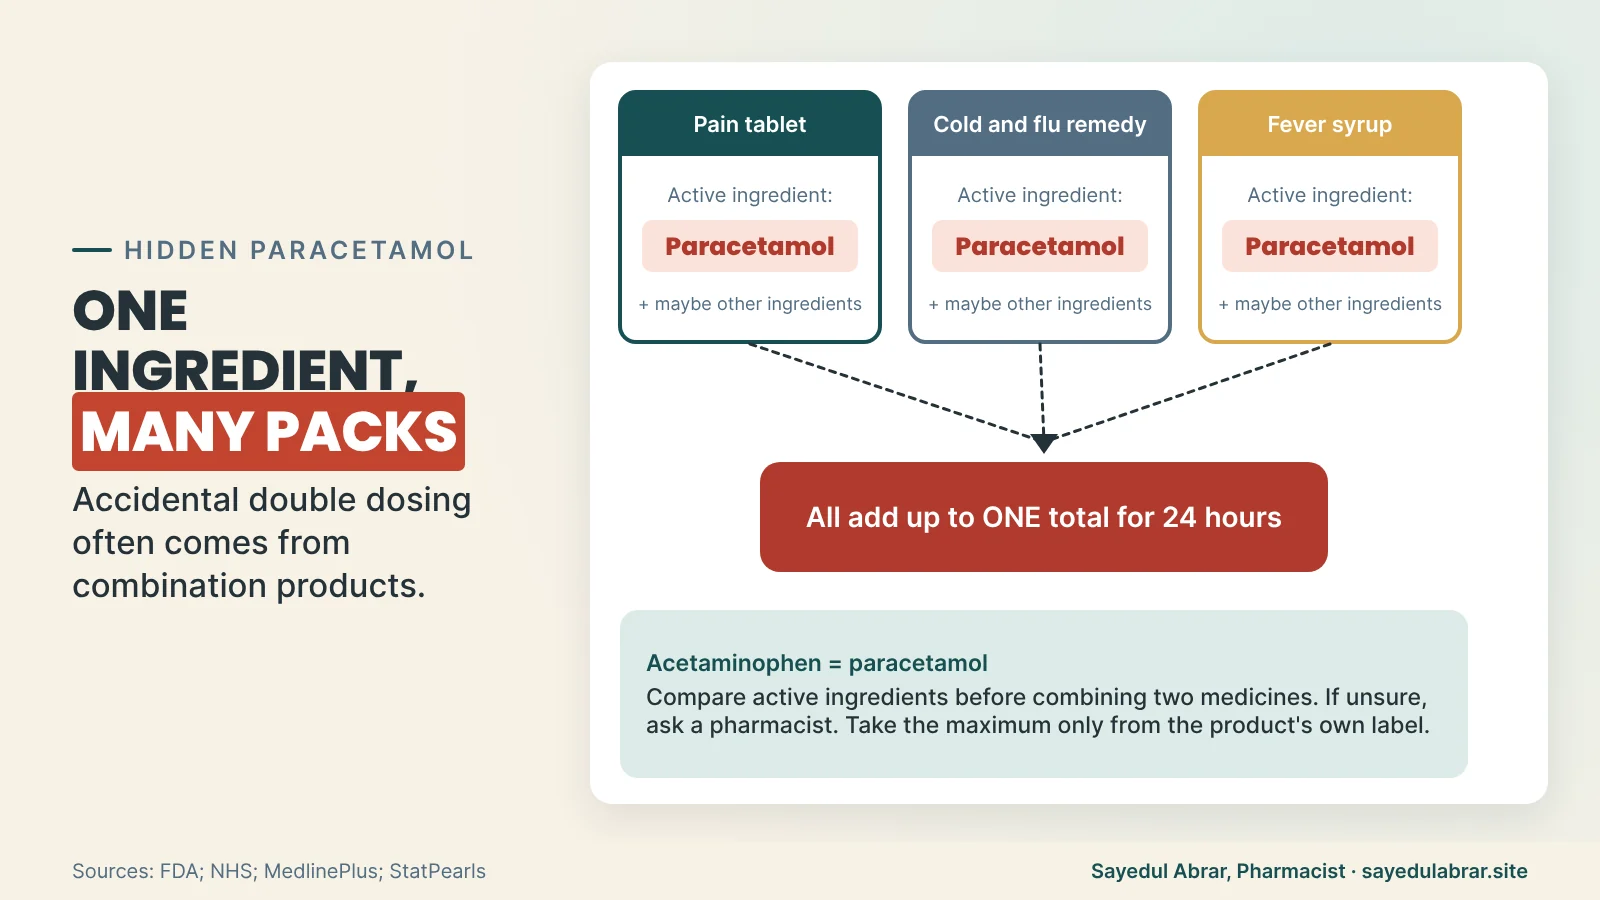 HIDDEN PARACETAMOL
ONE
INGREDIENT,
MANY PACKS
Accidental double dosing
often comes from
combination products.
Pain tablet
Active ingredient:
Paracetamol
+ maybe other ingredients
Cold and flu remedy
Active ingredient:
Paracetamol
+ maybe other ingredients
Fever syrup
Active ingredient:
Paracetamol
+ maybe other ingredients
All add up to ONE total for 24 hours
Acetaminophen = paracetamol
Compare active ingredients before combining two medicines. If unsure,
ask a pharmacist. Take the maximum only from the product's own label.
Sources: FDA; NHS; MedlinePlus; StatPearls
Sayedul Abrar, Pharmacist · sayedulabrar.site